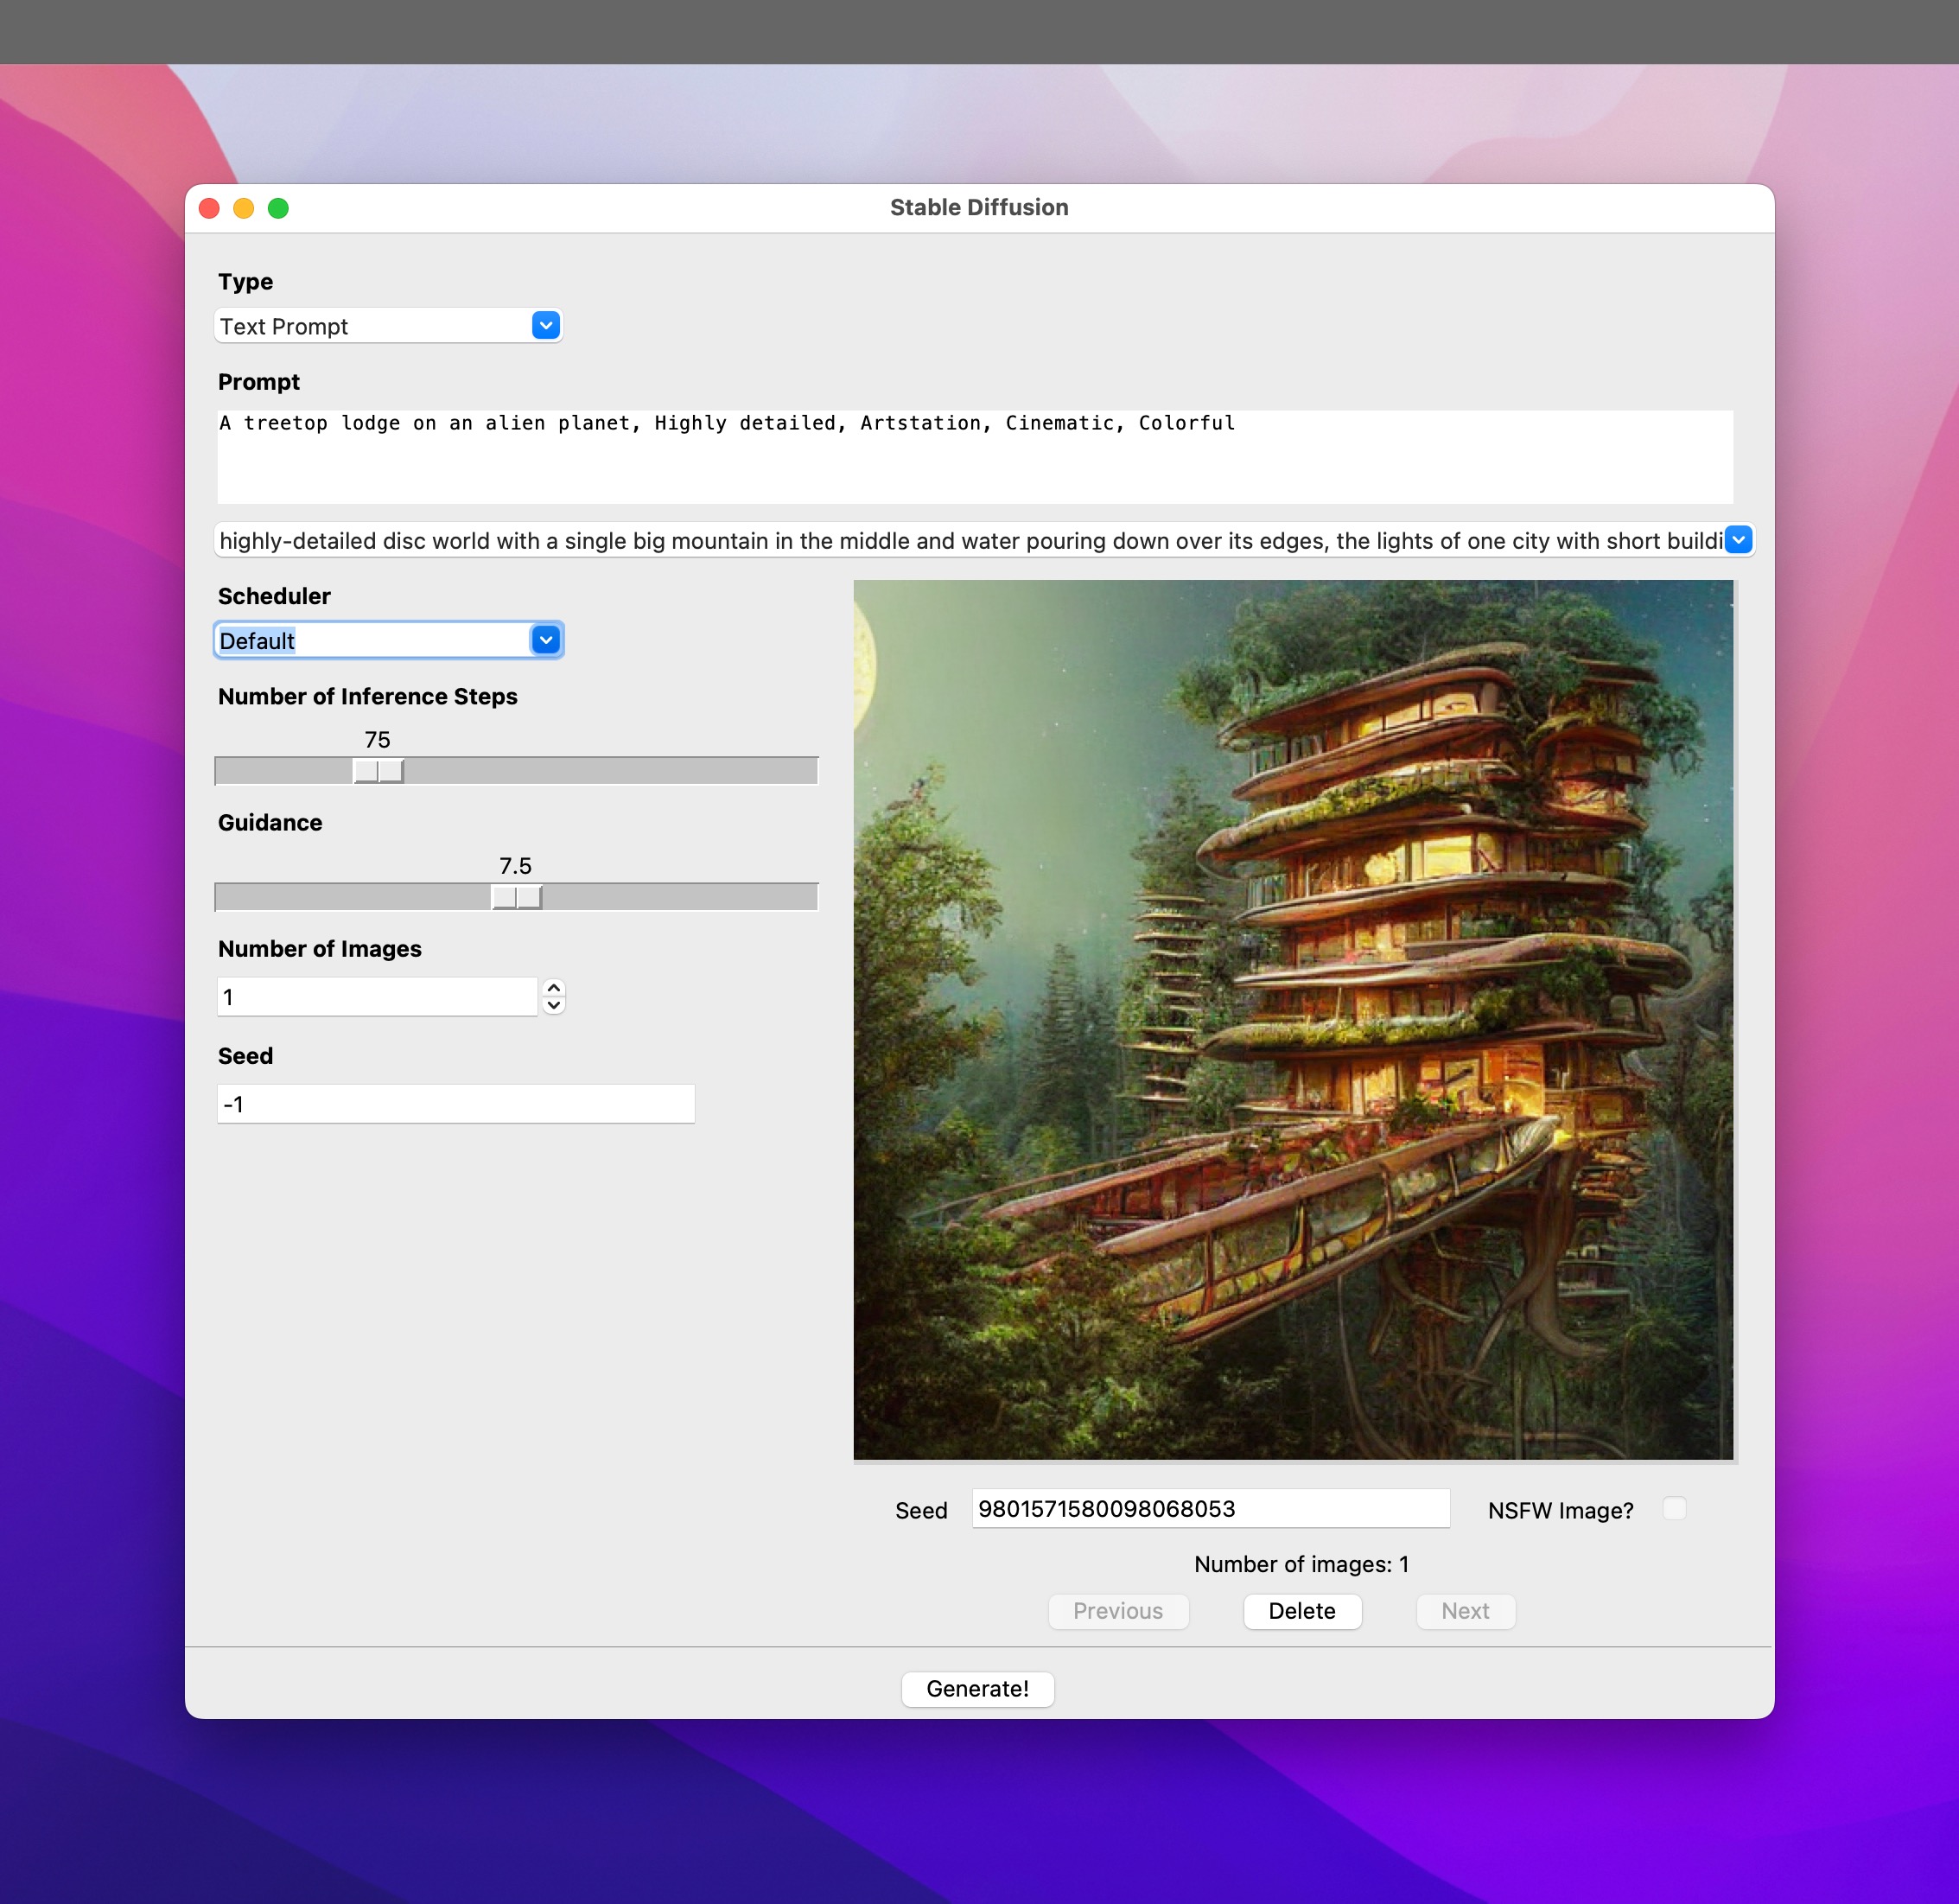 Stable Diffusion
Type
Text Prompt
Prompt
A treetop lodge on an alien planet, Highly detailed, Artstation, Cinematic, Colorful
highly-detailed disc world with a single big mountain in the middle and water pouring down over its edges, the lights of one city with short buildi
Scheduler
Default
Number of Inference Steps
75
Guidance
7.5
Number of Images
1
Seed
-1
Seed 9801571580098068053 NSFW Image?
Number of images: 1
Previous Delete Next
Generate!